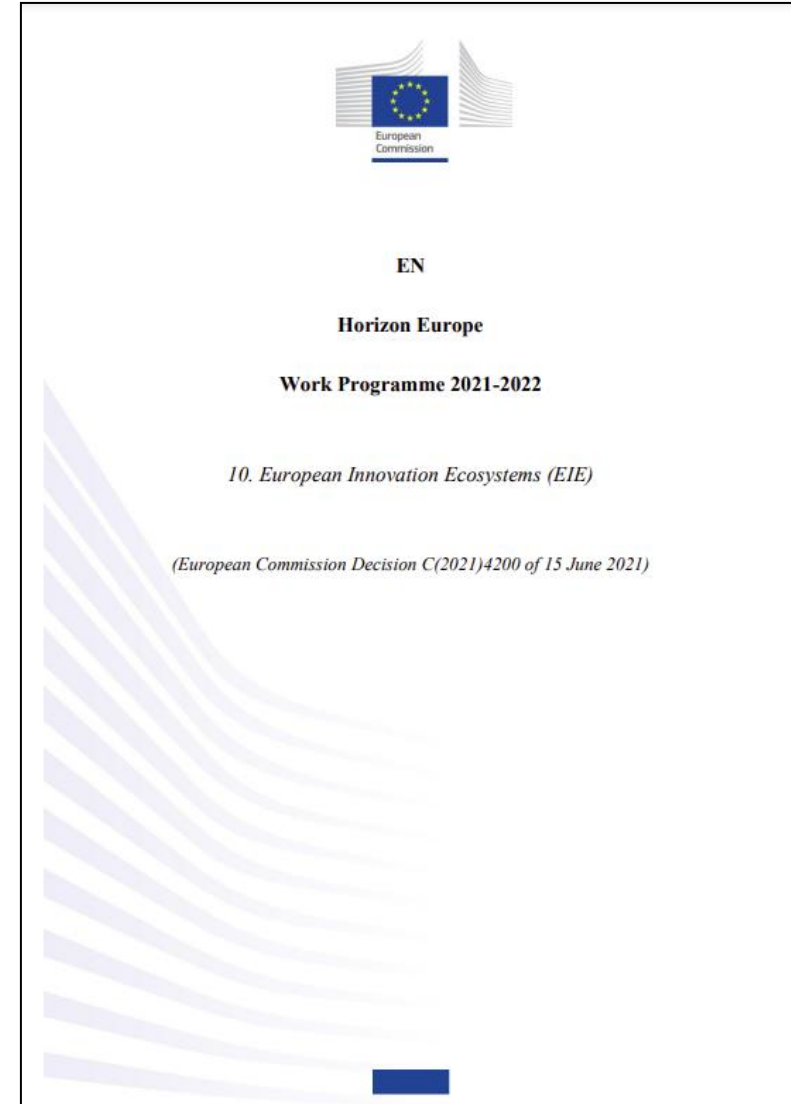 European
Commission
EN
Horizon Europe
Work Programme 2021-2022
10. European Innovation Ecosystems (EIE)
(European Commission Decision C(2021)4200 of 15 June 2021)